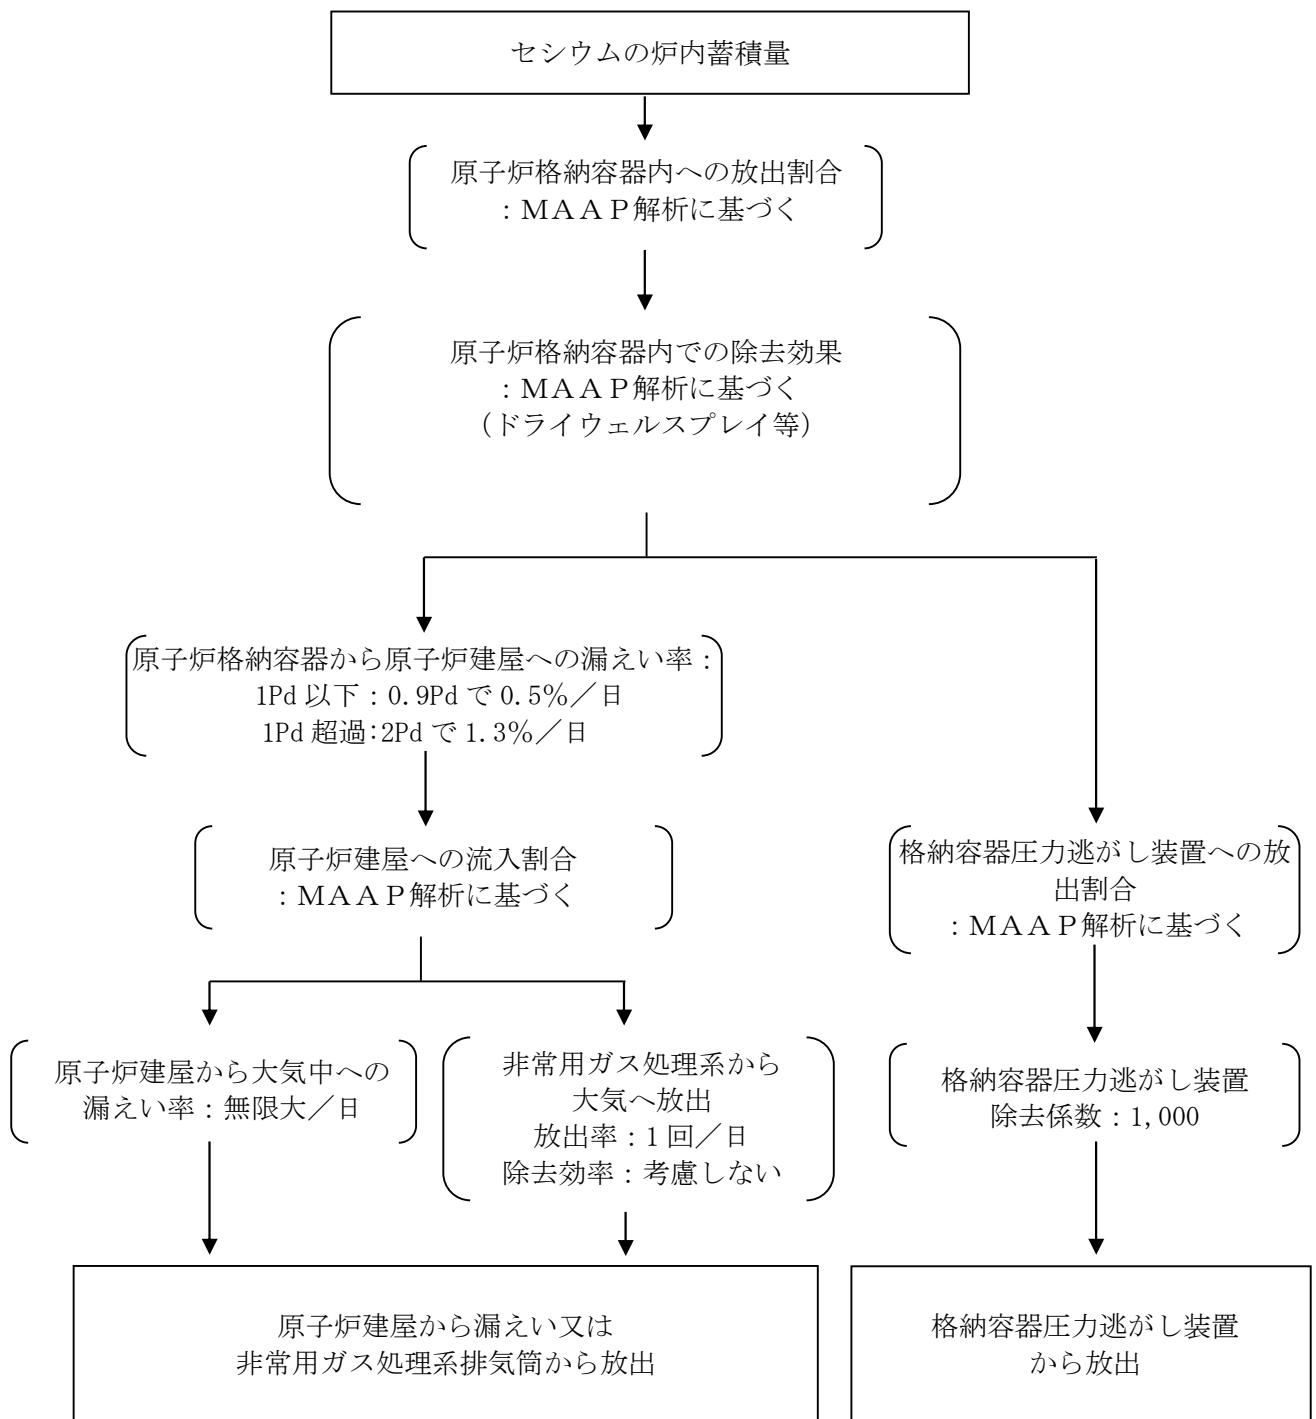 セシウムの炉内蓄積量
原子炉格納容器内への放出割合
：ＭＡＡＰ解析に基づく
原子炉格納容器内での除去効果
：ＭＡＡＰ解析に基づく
（ドライウェルスプレイ等）
原子炉格納容器から原子炉建屋への漏えい率：
1Pd 以下：0.9Pd で 0.5％／日
1Pd 超過：2Pd で 1.3％／日
原子炉建屋への流入割合
：ＭＡＡＰ解析に基づく
格納容器圧力逃がし装置への放
出割合
：ＭＡＡＰ解析に基づく
原子炉建屋から大気中への
漏えい率：無限大／日
非常用ガス処理系から
大気へ放出
放出率：1 回／日
除去効率：考慮しない
格納容器圧力逃がし装置
除去係数：1,000
原子炉建屋から漏えい又は
非常用ガス処理系排気筒から放出
格納容器圧力逃がし装置
から放出